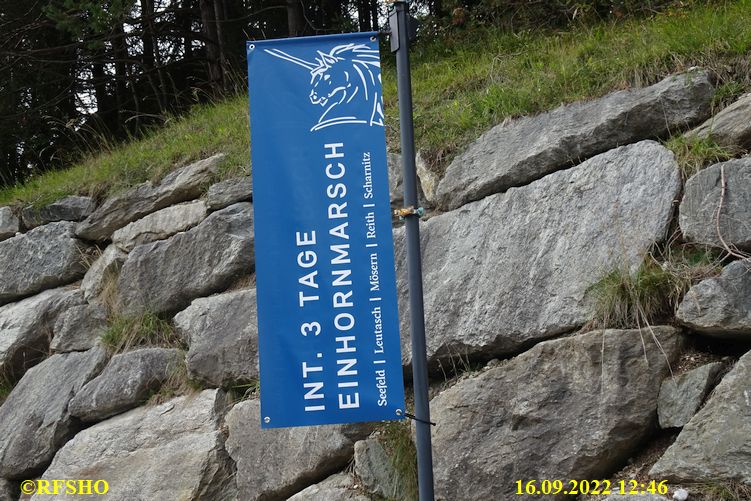 INT. 3 TAGE
EINHORNMARSCH
Seefeld | Leutasch | Mösern | Reith | Scharnitz
©RFSHO
16.09.2022 12:46